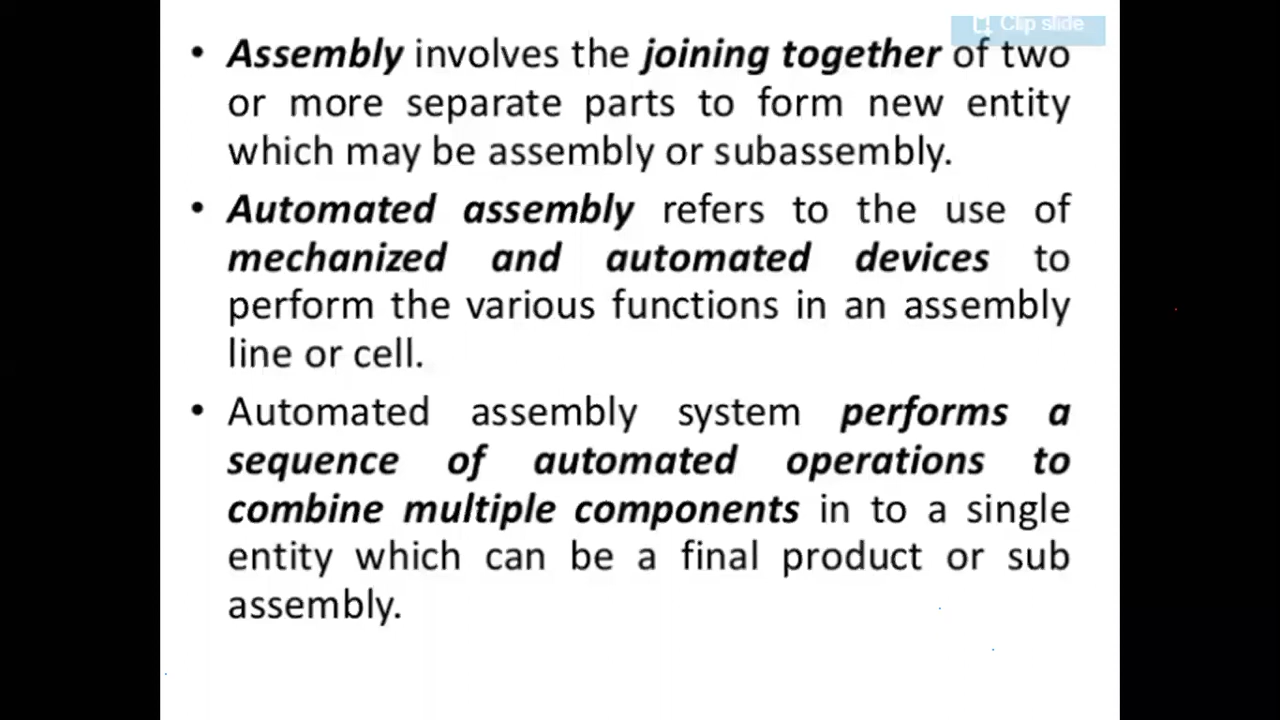 Clip slide
• Assembly involves the joining together of two
or more separate parts to form new entity
which may be assembly or subassembly.
• Automated assembly refers to the use of
mechanized and automated devices to
perform the various functions in an assembly
line or cell.
• Automated assembly system performs a
sequence of automated operations to
combine multiple components in to a single
entity which can be a final product or sub
assembly.